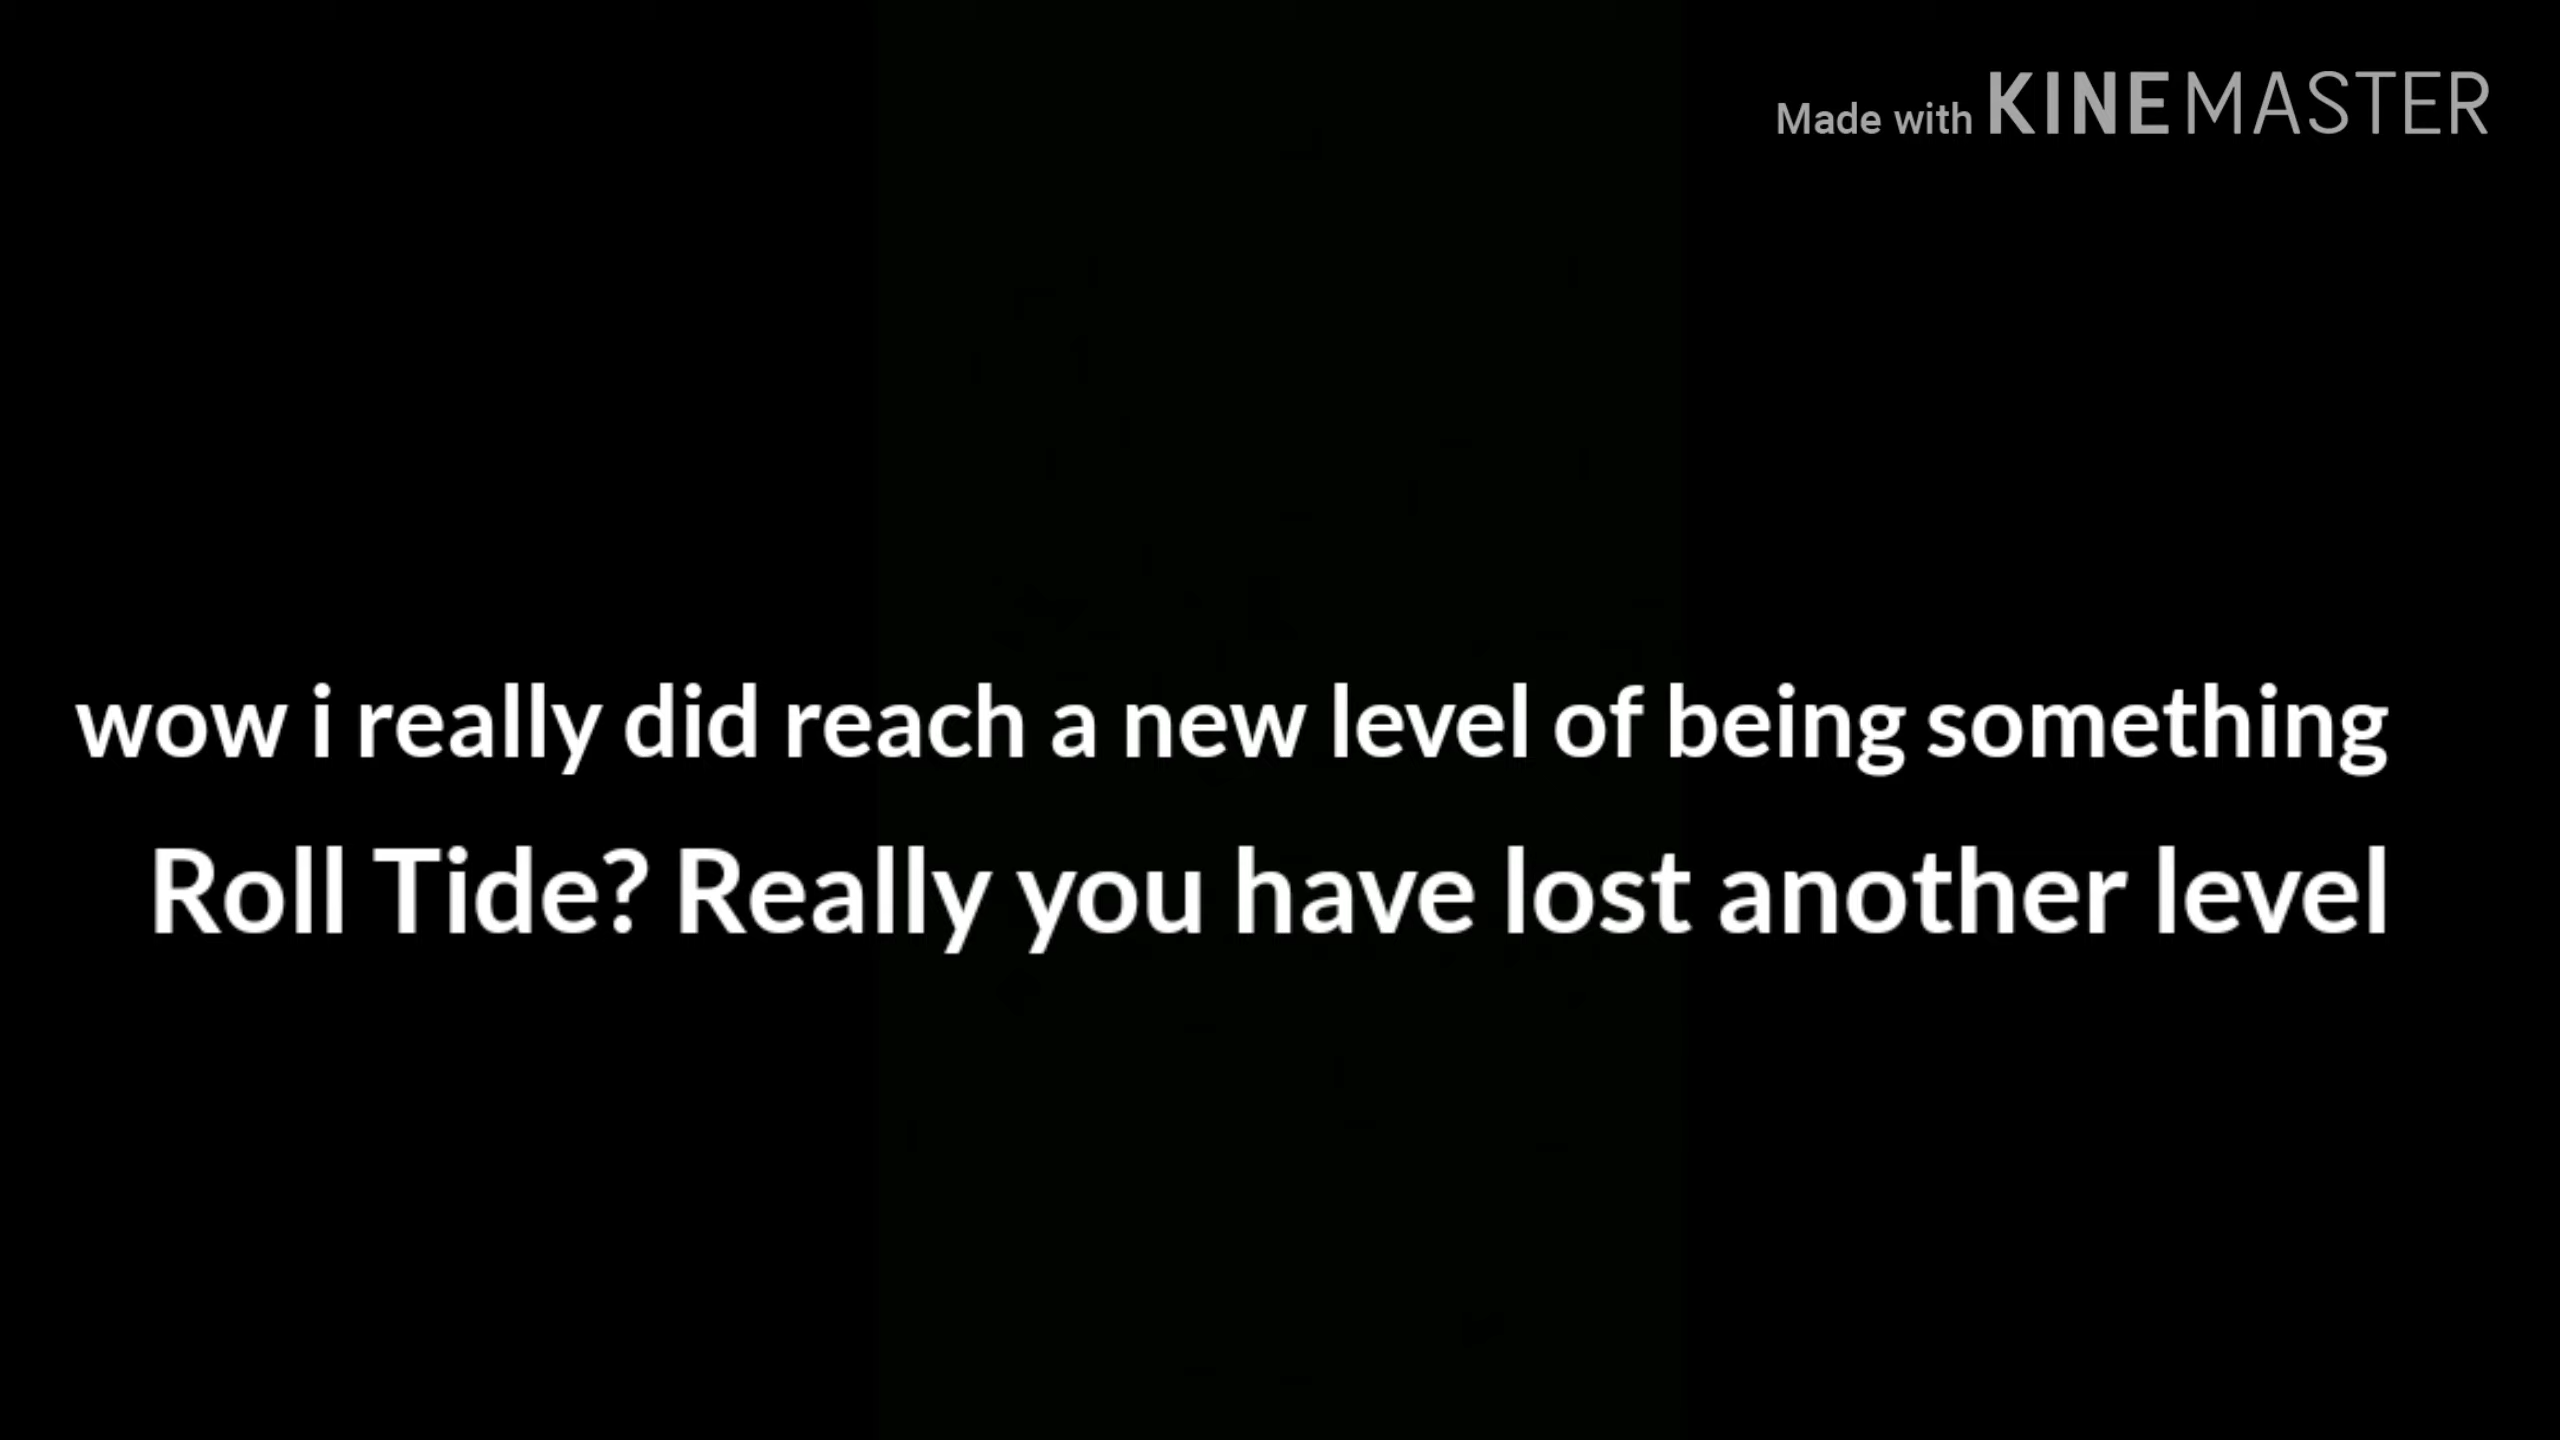 Made with KINEMASTER
wow i really did reach a new level of being something
Roll Tide? Really you have lost another level